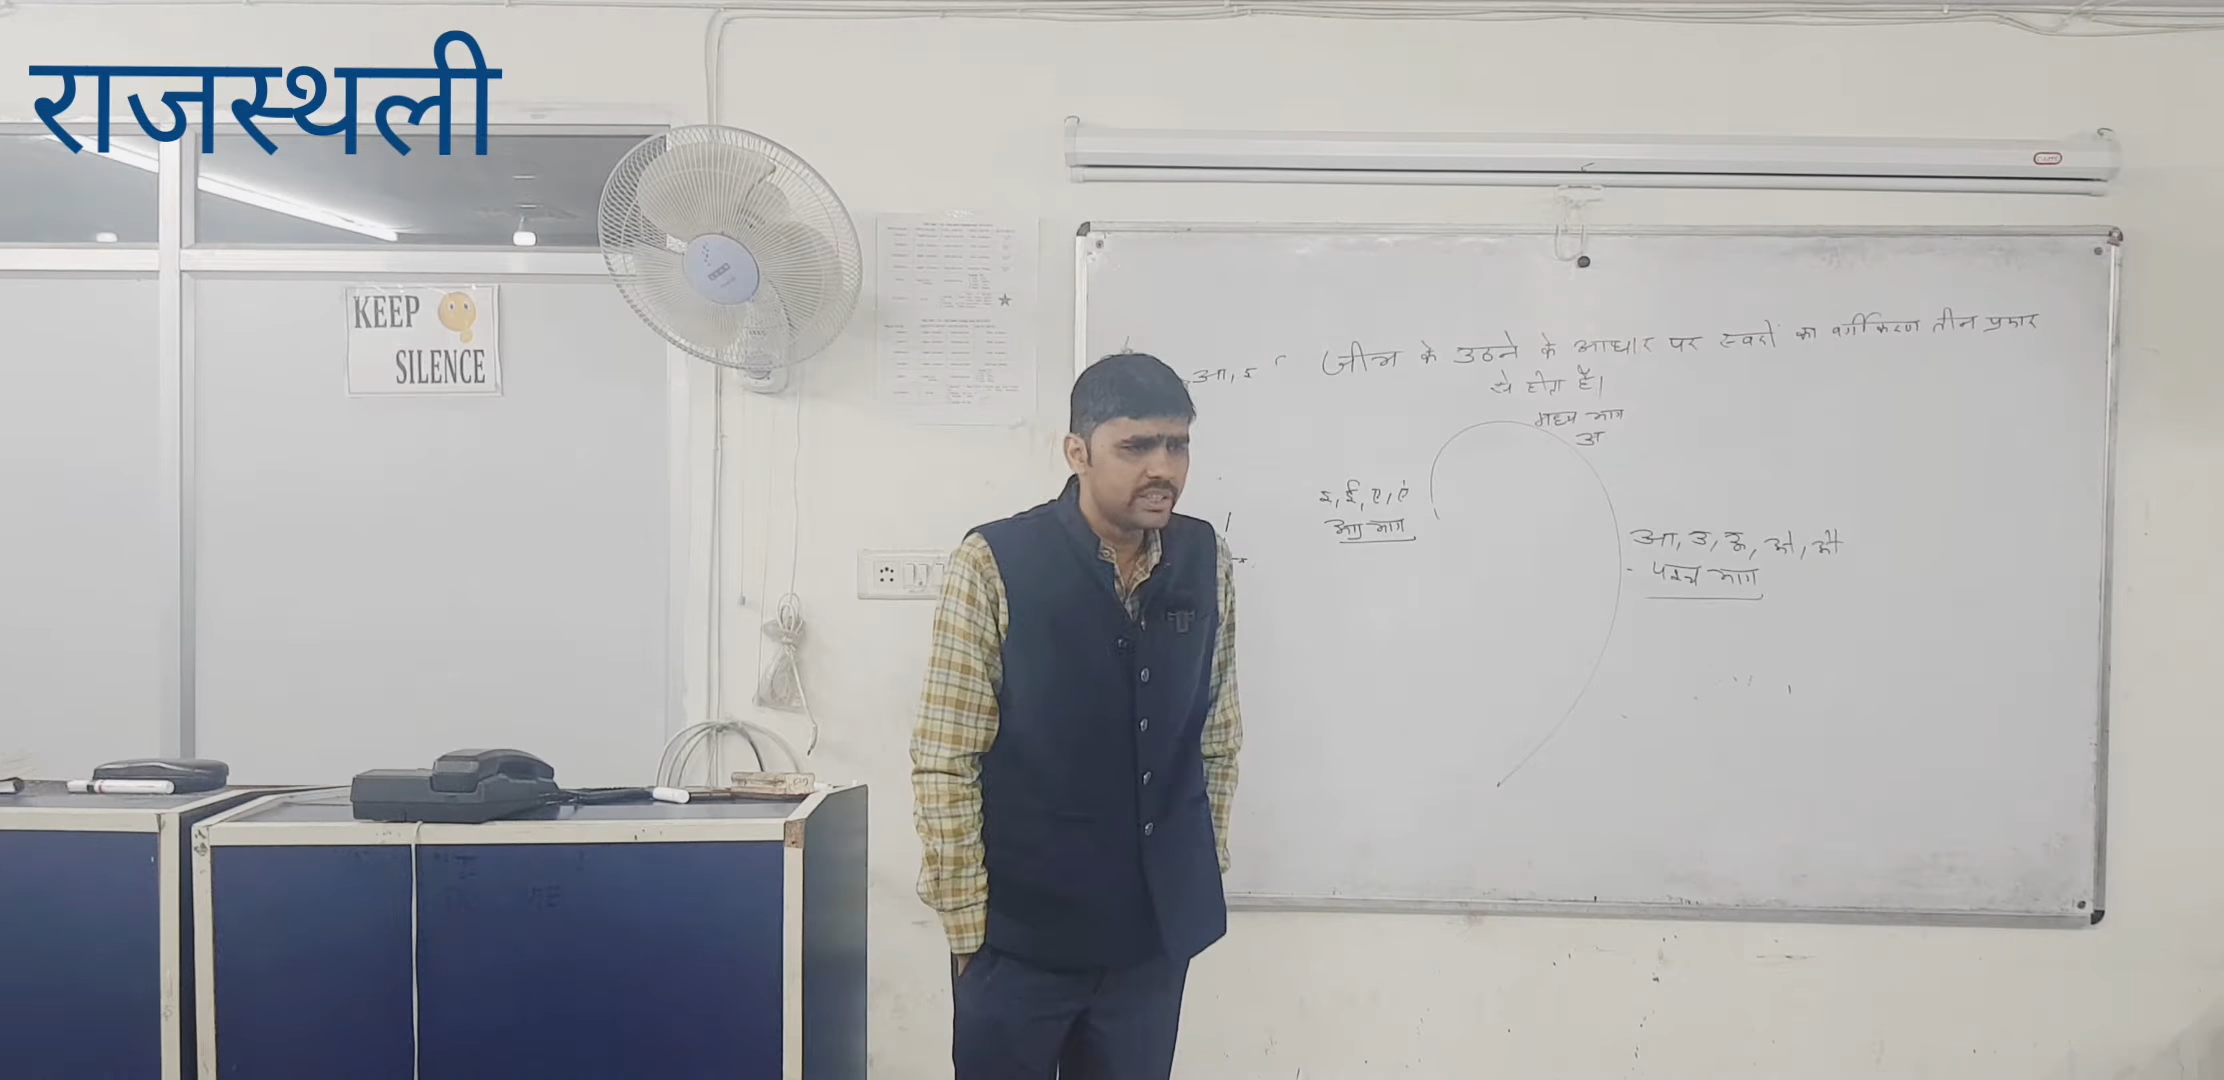 राजस्थली
KEEP
SILENCE
आ, इ
जीभ के उठने के आधार पर स्वरों का वर्गीकरण तीन प्रकार
से होता है।
मध्य भाग
अ
इ, ई, ए, ऐ
अग्र भाग
आ, उ, ऊ, ओ, औ
पश्च भाग